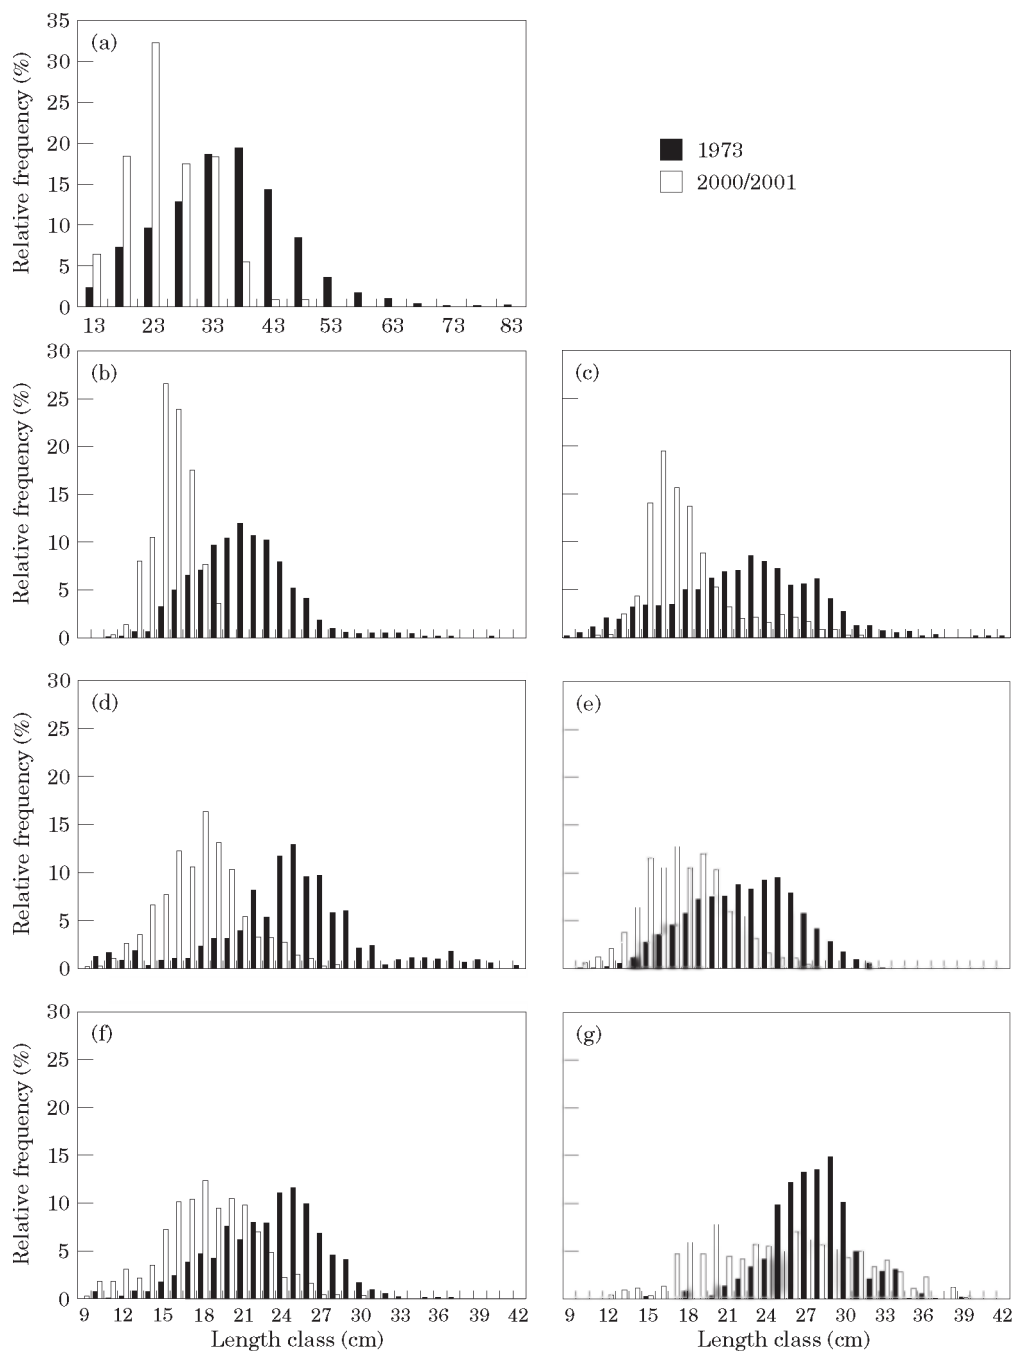 35
30
25
20
15
10
5
0
Relative frequency (%)
(a)
13 23 33 43 53 63 73 83
1973
2000/2001
30
25
20
15
10
5
0
Relative frequency (%)
(b)
(c)
30
25
20
15
10
5
0
Relative frequency (%)
(d)
(e)
30
25
20
15
10
5
0
Relative frequency (%)
(f)
(g)
9 12 15 18 21 24 27 30 33 36 39 42
Length class (cm)
9 12 15 18 21 24 27 30 33 36 39 42
Length class (cm)